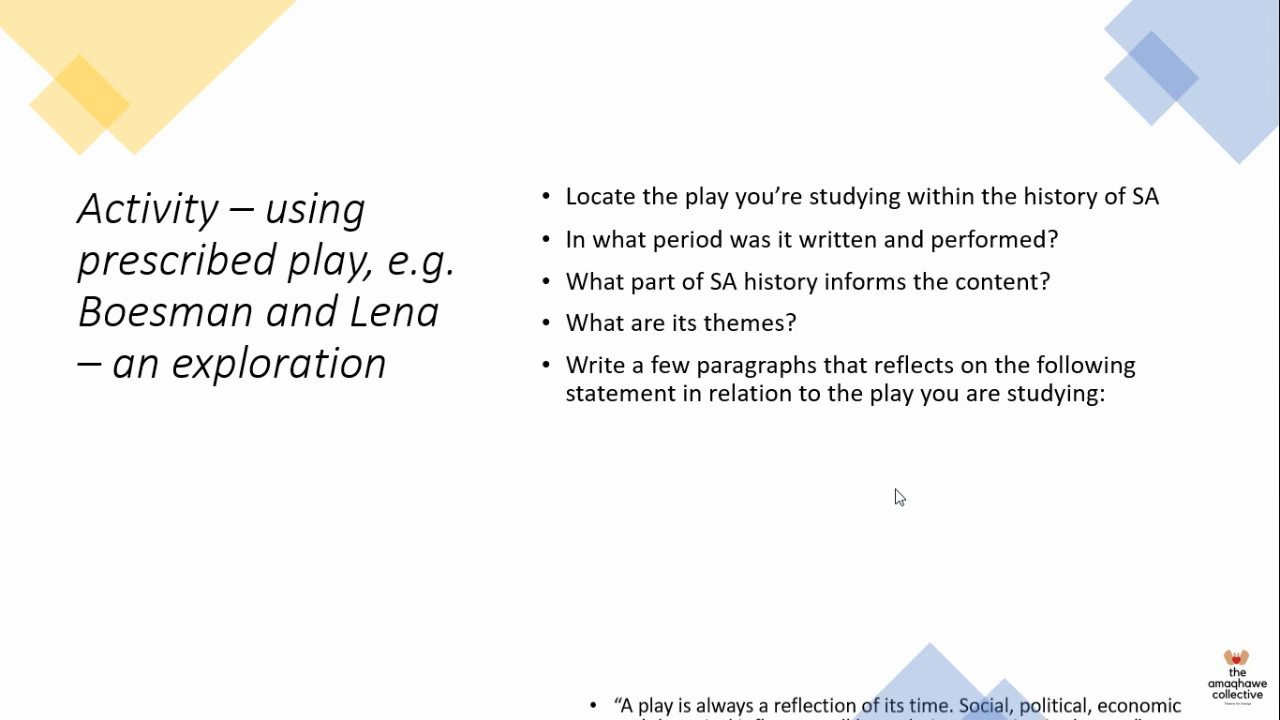 Activity – using
prescribed play, e.g.
Boesman and Lena
– an exploration
• Locate the play you’re studying within the history of SA
• In what period was it written and performed?
• What part of SA history informs the content?
• What are its themes?
• Write a few paragraphs that reflects on the following
statement in relation to the play you are studying:
• “A play is always a reflection of its time. Social, political, economic
the
amaqhawe
collective